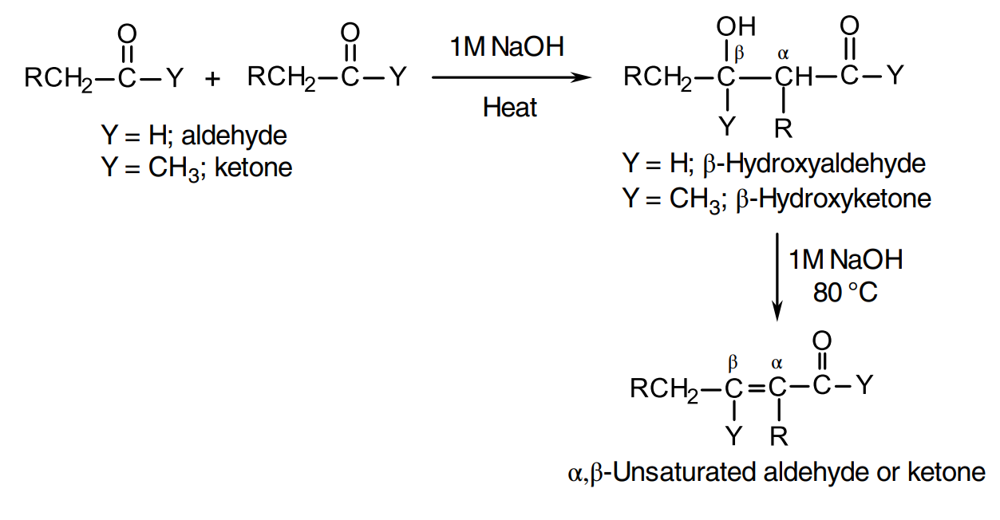 O O OH O
RCH₂–C–Y + RCH₂–C–Y 1M NaOH RCH₂–C–CH–C–Y
Heat β α
Y R
Y = H; aldehyde
Y = CH₃; ketone
Y = H; β-Hydroxyaldehyde
Y = CH₃; β-Hydroxyketone
1M NaOH
80 °C
O
β α
RCH₂–C=C–C–Y
Y R
α,β-Unsaturated aldehyde or ketone